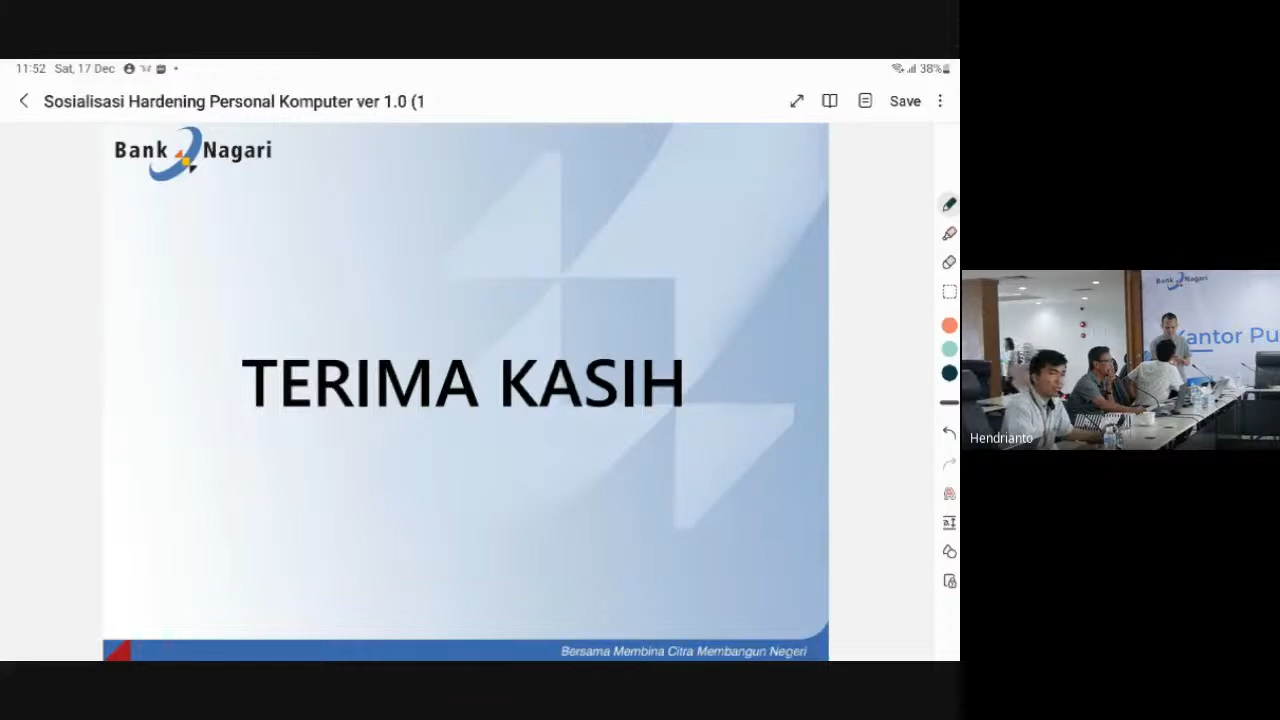 11:52 Sat, 17 Dec 38%
Sosialisasi Hardening Personal Komputer ver 1.0 (1
Save
Bank Nagari
TERIMA KASIH
Bersama Membina Citra Membangun Negeri
Bank Nagari
Kantor Pu
Hendrianto